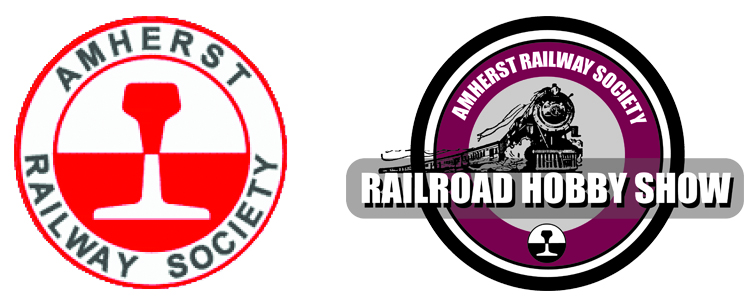 AMHERST
RAILWAY SOCIETY
AMHERST RAILWAY SOCIETY
RAILROAD HOBBY SHOW